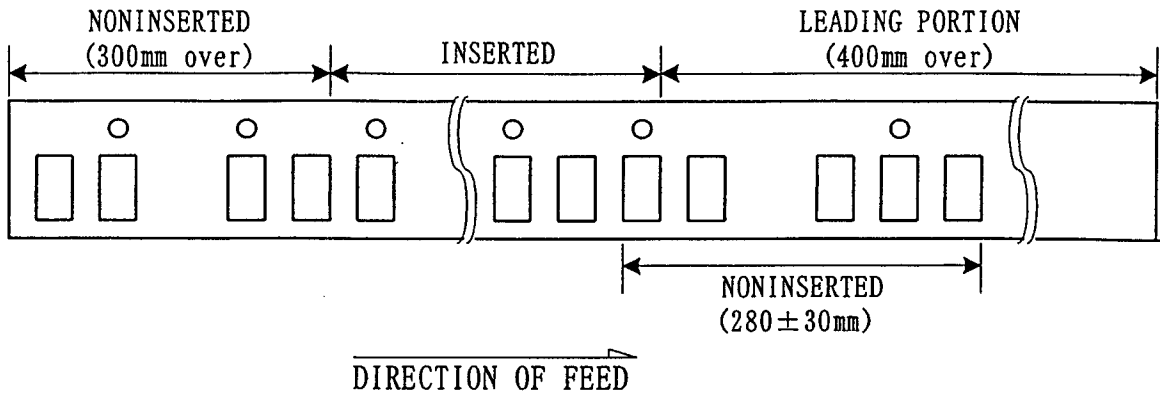 NONINSERTED
(300mm over)
INSERTED
LEADING PORTION
(400mm over)
NONINSERTED
(280±30mm)
DIRECTION OF FEED